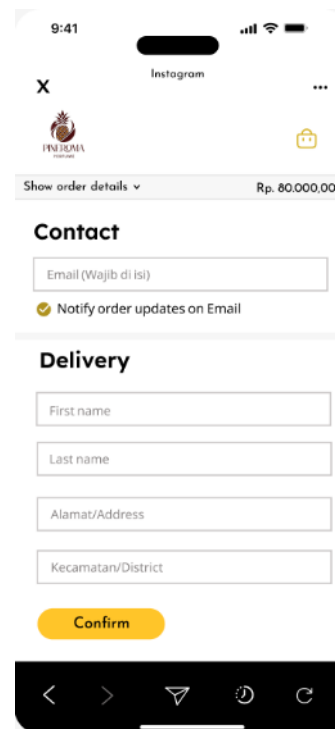 9:41
Instagram
X
...
PINEROMA
PERFUME
Show order details
Rp. 80.000,00
Contact
Email (Wajib di isi)
Notify order updates on Email
Delivery
First name
Last name
Alamat/Address
Kecamatan/District
Confirm